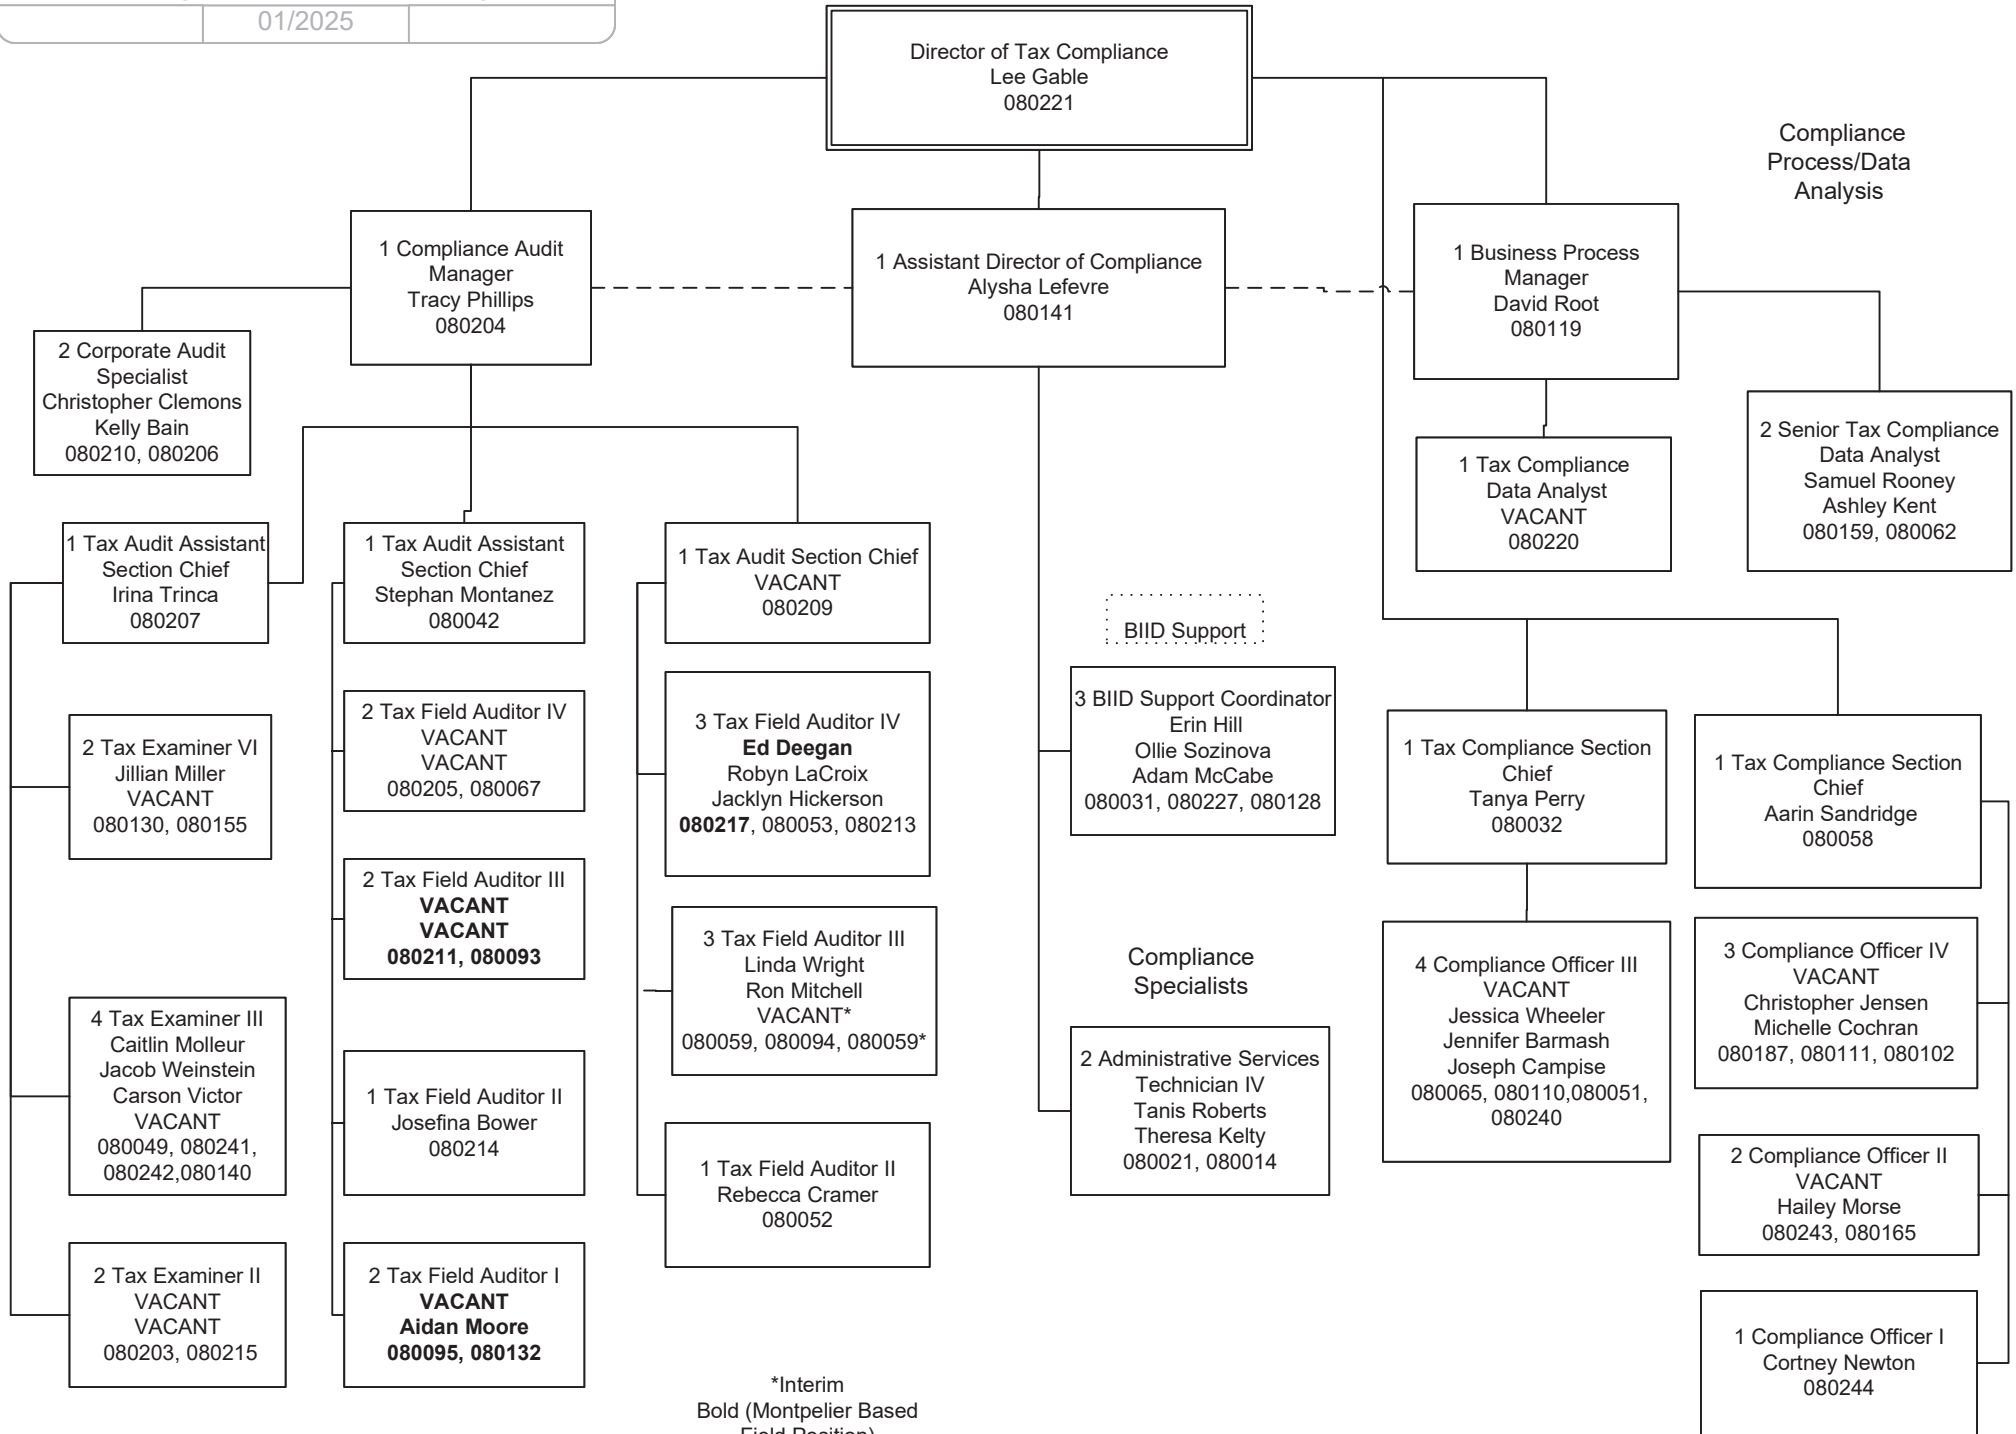 01/2025
Director of Tax Compliance
Lee Gable
080221
Compliance
Process/Data
Analysis
1 Compliance Audit
Manager
Tracy Phillips
080204
1 Assistant Director of Compliance
Alysha Lefevre
080141
1 Business Process
Manager
David Root
080119
2 Corporate Audit
Specialist
Christopher Clemons
Kelly Bain
080210, 080206
1 Tax Compliance
Data Analyst
VACANT
080220
2 Senior Tax Compliance
Data Analyst
Samuel Rooney
Ashley Kent
080159, 080062
1 Tax Audit Assistant
Section Chief
Irina Trinca
080207
1 Tax Audit Assistant
Section Chief
Stephan Montanez
080042
1 Tax Audit Section Chief
VACANT
080209
BIID Support
2 Tax Examiner VI
Jillian Miller
VACANT
080130, 080155
2 Tax Field Auditor IV
VACANT
VACANT
080205, 080067
3 Tax Field Auditor IV
Ed Deegan
Robyn LaCroix
Jacklyn Hickerson
080217, 080053, 080213
3 BIID Support Coordinator
Erin Hill
Ollie Sozinova
Adam McCabe
080031, 080227, 080128
1 Tax Compliance Section
Chief
Tanya Perry
080032
1 Tax Compliance Section
Chief
Aarin Sandridge
080058
2 Tax Field Auditor III
VACANT
VACANT
080211, 080093
3 Tax Field Auditor III
Linda Wright
Ron Mitchell
VACANT*
080059, 080094, 080059*
Compliance
Specialists
4 Compliance Officer III
VACANT
Jessica Wheeler
Jennifer Barmash
Joseph Campise
080065, 080110,080051,
080240
3 Compliance Officer IV
VACANT
Christopher Jensen
Michelle Cochran
080187, 080111, 080102
4 Tax Examiner III
Caitlin Molleur
Jacob Weinstein
Carson Victor
VACANT
080049, 080241,
080242,080140
1 Tax Field Auditor II
Josefina Bower
080214
1 Tax Field Auditor II
Rebecca Cramer
080052
2 Administrative Services
Technician IV
Tanis Roberts
Theresa Kelty
080021, 080014
2 Compliance Officer II
VACANT
Hailey Morse
080243, 080165
2 Tax Examiner II
VACANT
VACANT
080203, 080215
2 Tax Field Auditor I
VACANT
Aidan Moore
080095, 080132
1 Compliance Officer I
Cortney Newton
080244
*Interim
Bold (Montpelier Based
Field Position)